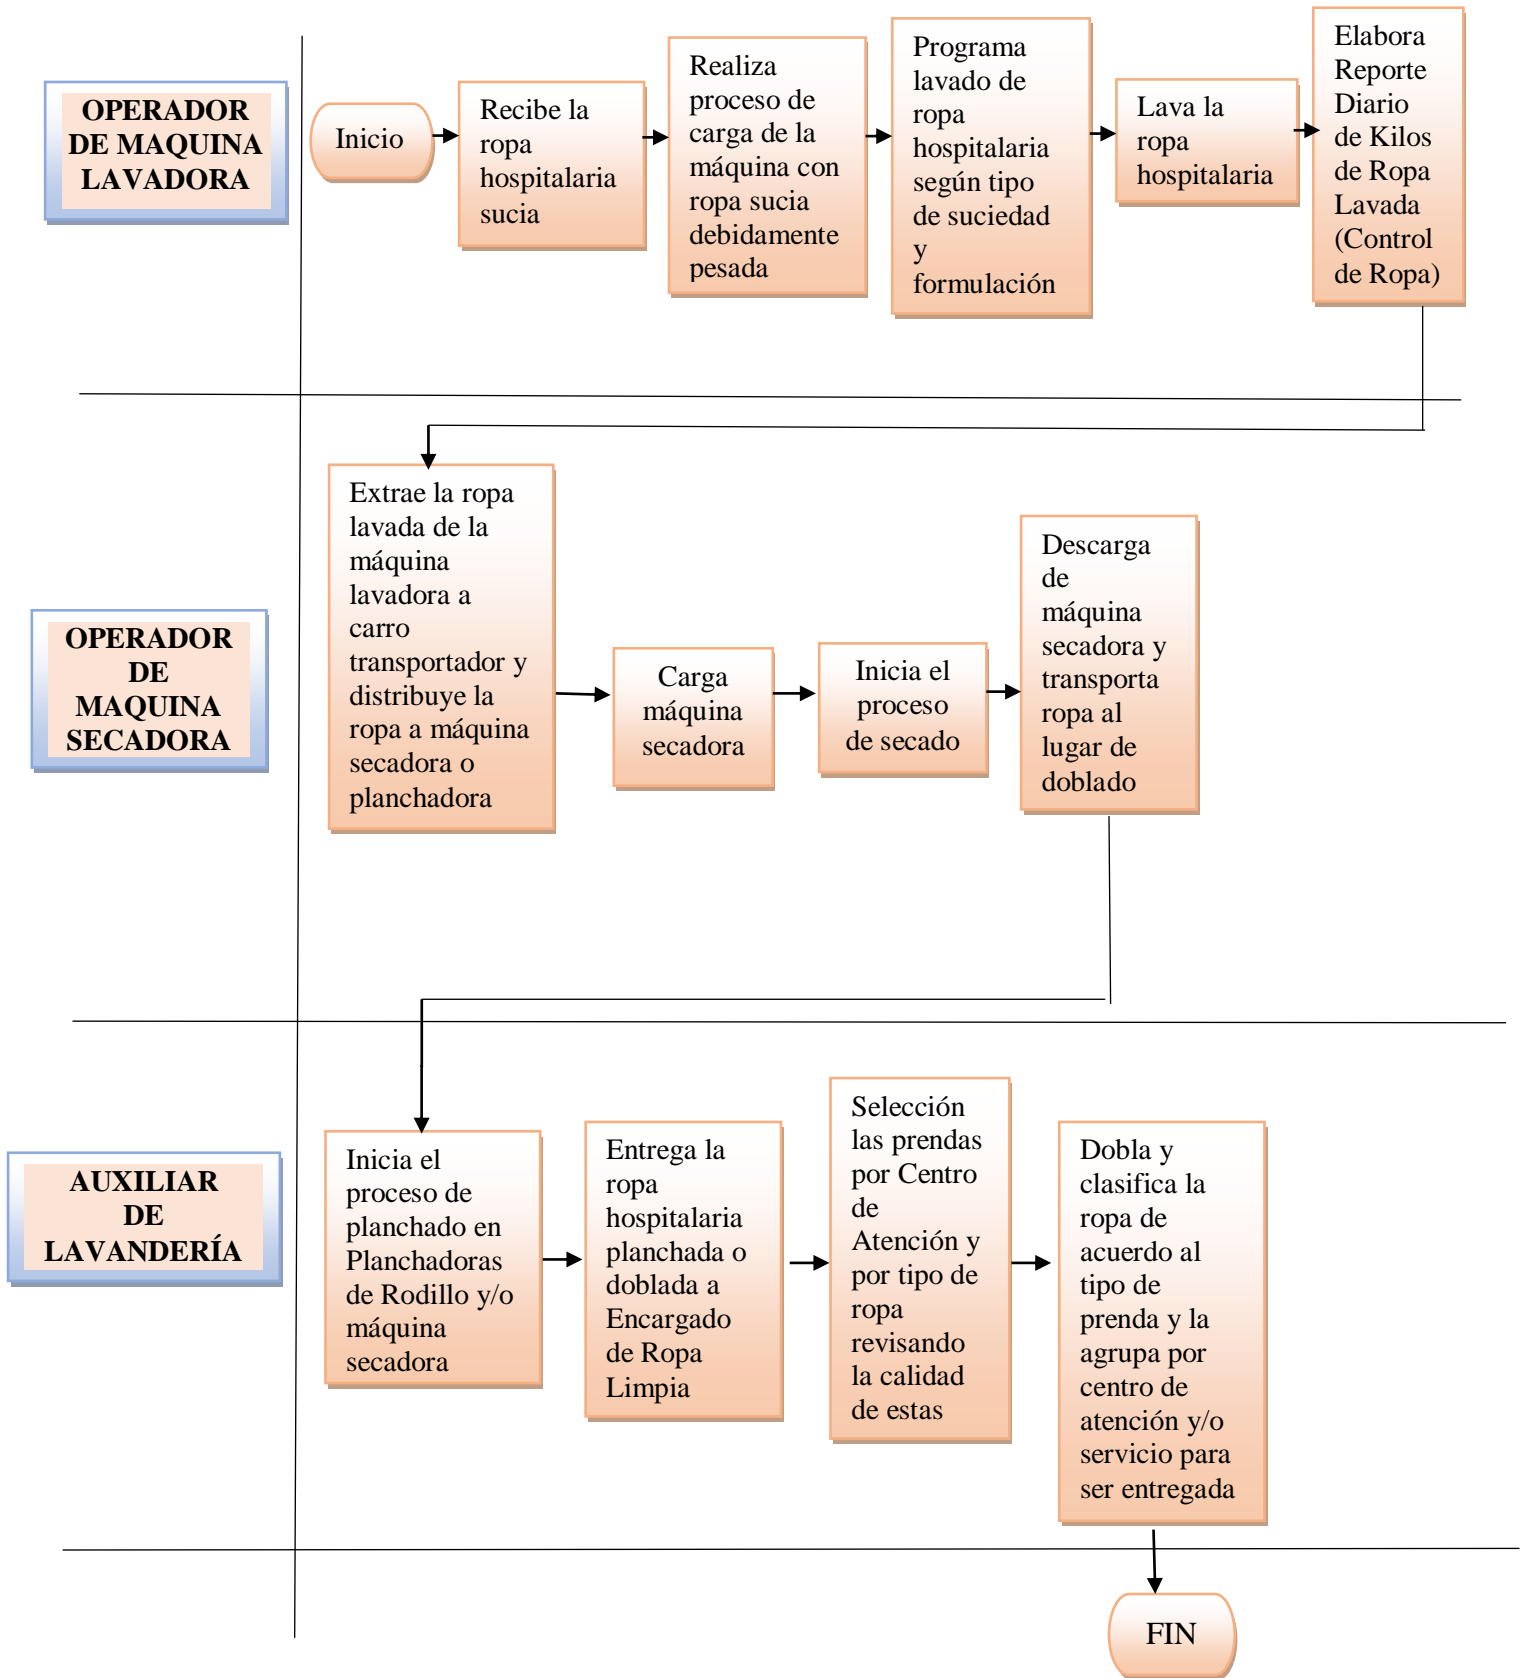 OPERADOR
DE MAQUINA
LAVADORA
Inicio
Recibe la
ropa
hospitalaria
sucia
Realiza
proceso de
carga de la
máquina con
ropa sucia
debidamente
pesada
Programa
lavado de
ropa
hospitalaria
según tipo
de suciedad
y
formulación
Lava la
ropa
hospitalaria
Elabora
Reporte
Diario
de Kilos
de Ropa
Lavada
(Control
de Ropa)
OPERADOR
DE
MAQUINA
SECADORA
Extrae la ropa
lavada de la
máquina
lavadora a
carro
transportador y
distribuye la
ropa a máquina
secadora o
planchadora
Carga
máquina
secadora
Inicia el
proceso
de secado
Descarga
de
máquina
secadora y
transporta
ropa al
lugar de
doblado
AUXILIAR
DE
LAVANDERÍA
Inicia el
proceso de
planchado en
Planchadoras
de Rodillo y/o
máquina
secadora
Entrega la
ropa
hospitalaria
planchada o
doblada a
Encargado
de Ropa
Limpia
Selección
las prendas
por Centro
de
Atención y
por tipo de
ropa
revisando
la calidad
de estas
Dobla y
clasifica la
ropa de
acuerdo al
tipo de
prenda y la
agrupa por
centro de
atención y/o
servicio para
ser entregada
FIN